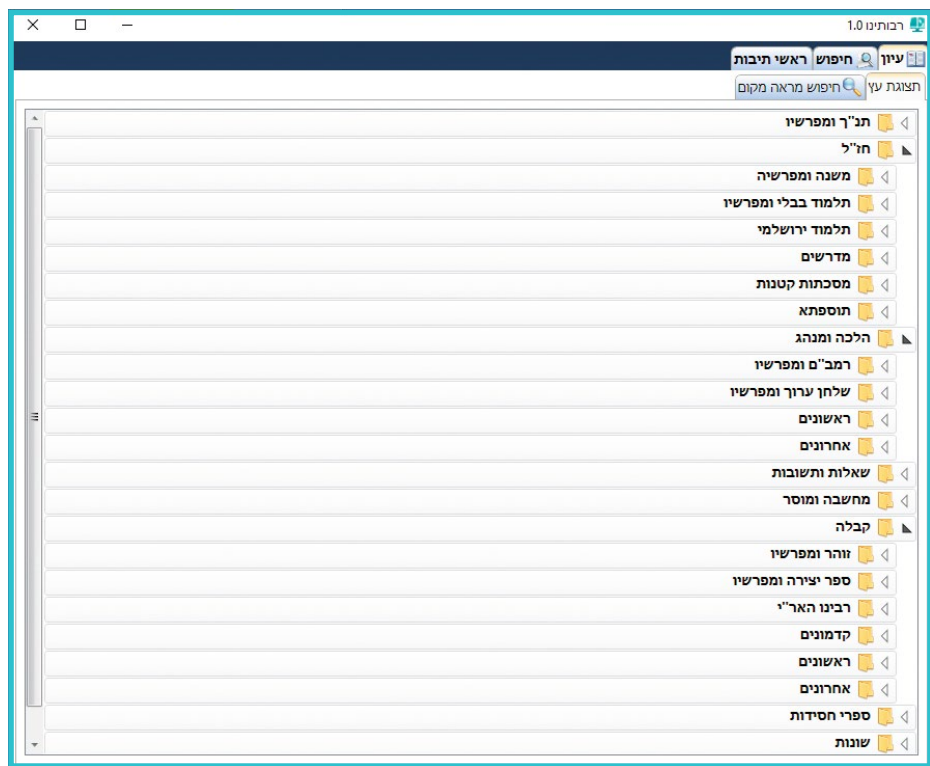 רבותינו 1.0
עיון חיפוש ראשי תיבות
תצוגת עץ חיפוש מראה מקום
תנ"ך ומפרשיו
חז"ל
משנה ומפרשיה
תלמוד בבלי ומפרשיו
תלמוד ירושלמי
מדרשים
מסכתות קטנות
תוספתא
הלכה ומנהג
רמב"ם ומפרשיו
שלחן ערוך ומפרשיו
ראשונים
אחרונים
שאלות ותשובות
מחשבה ומוסר
קבלה
זוהר ומפרשיו
ספר יצירה ומפרשיו
רבינו האר"י
קדמונים
ראשונים
אחרונים
ספרי חסידות
שונות